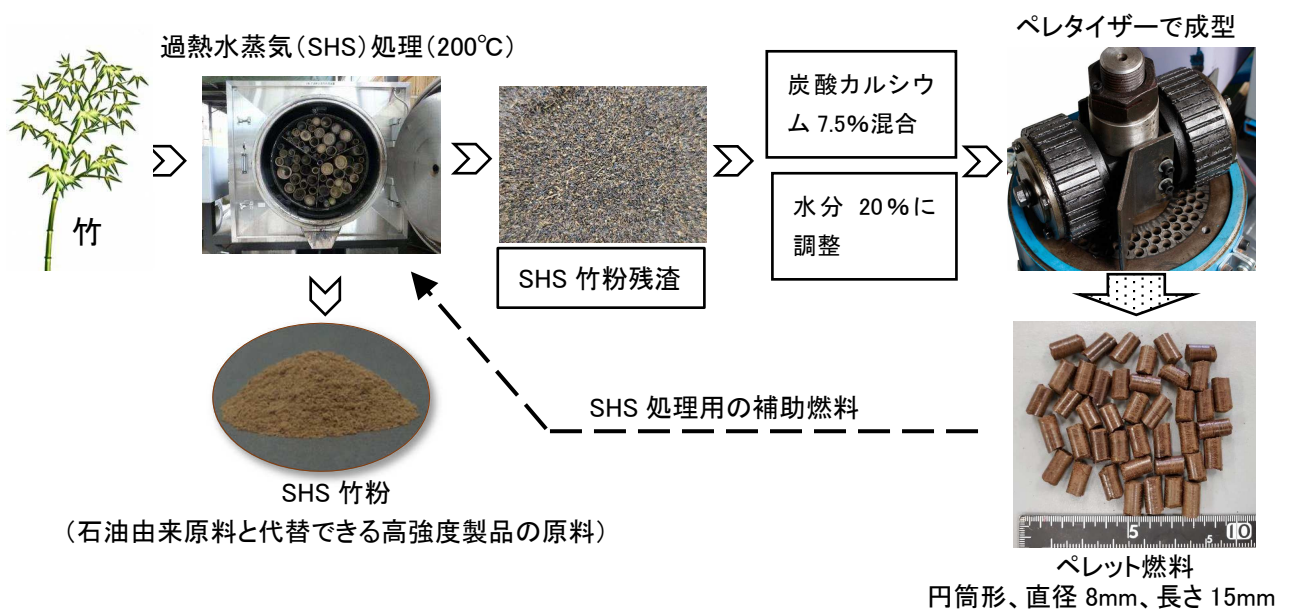 過熱水蒸気(SHS)処理(200℃)
ペレタイザーで成型
竹
炭酸カルシウ
ム 7.5%混合
水分 20%に
調整
SHS 竹粉残渣
SHS 処理用の補助燃料
SHS 竹粉
(石油由来原料と代替できる高強度製品の原料)
5
5
10
ペレット燃料
円筒形、直径 8mm、長さ 15mm